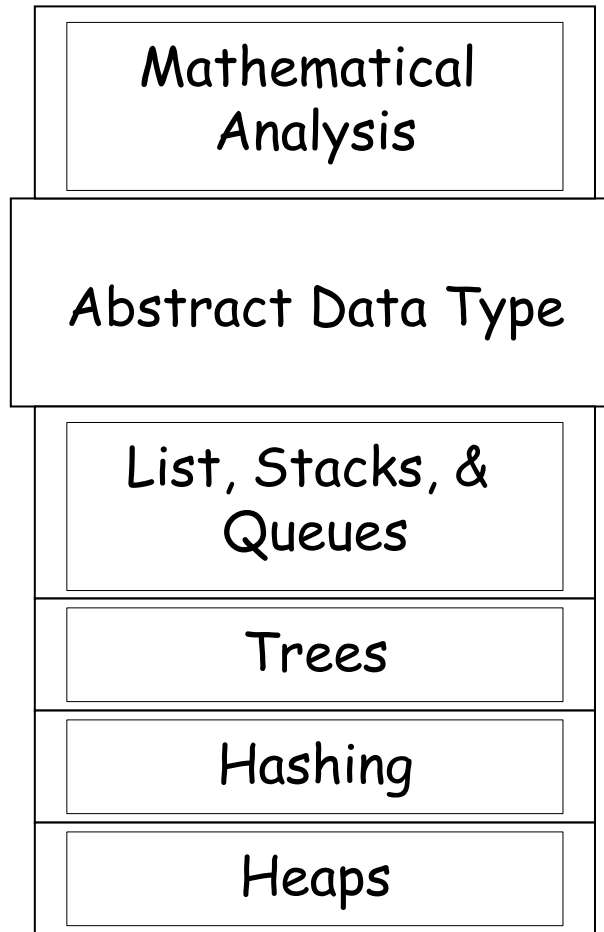 Mathematical
Analysis
Abstract Data Type
List, Stacks, &
Queues
Trees
Hashing
Heaps